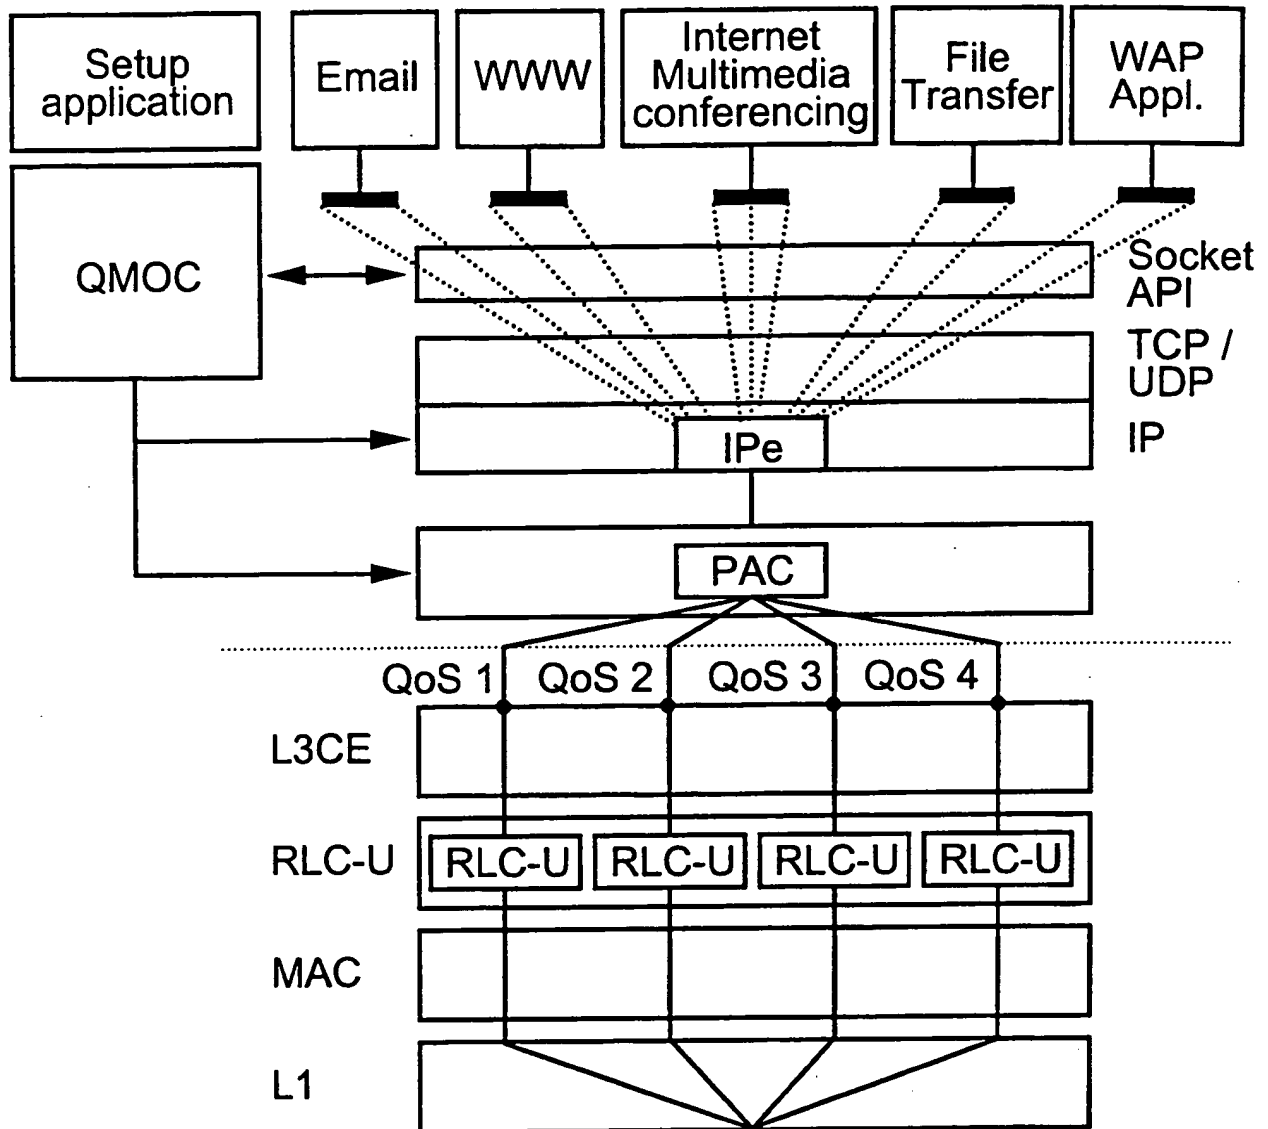 Setup
application
Email
WWW
Internet
Multimedia
conferencing
File
Transfer
WAP
Appl.
QMOC
Socket
API
TCP /
UDP
IP
IPe
PAC
QoS 1
QoS 2
QoS 3
QoS 4
L3CE
RLC-U
RLC-U
RLC-U
RLC-U
RLC-U
MAC
L1